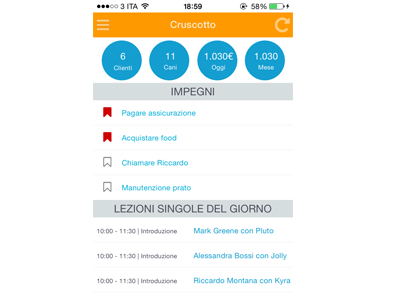 3 ITA 18:59 58%
Cruscotto
6 11 1.030€ 1.030
Clienti Cani Oggi Mese
IMPEGNI
Pagare assicurazione
Acquistare food
Chiamare Riccardo
Manutenzione prato
LEZIONI SINGOLE DEL GIORNO
10:00 - 11:30 | Introduzione Mark Greene con Pluto
10:00 - 11:30 | Introduzione Alessandra Bossi con Jolly
10:00 - 11:30 | Introduzione Riccardo Montana con Kyra